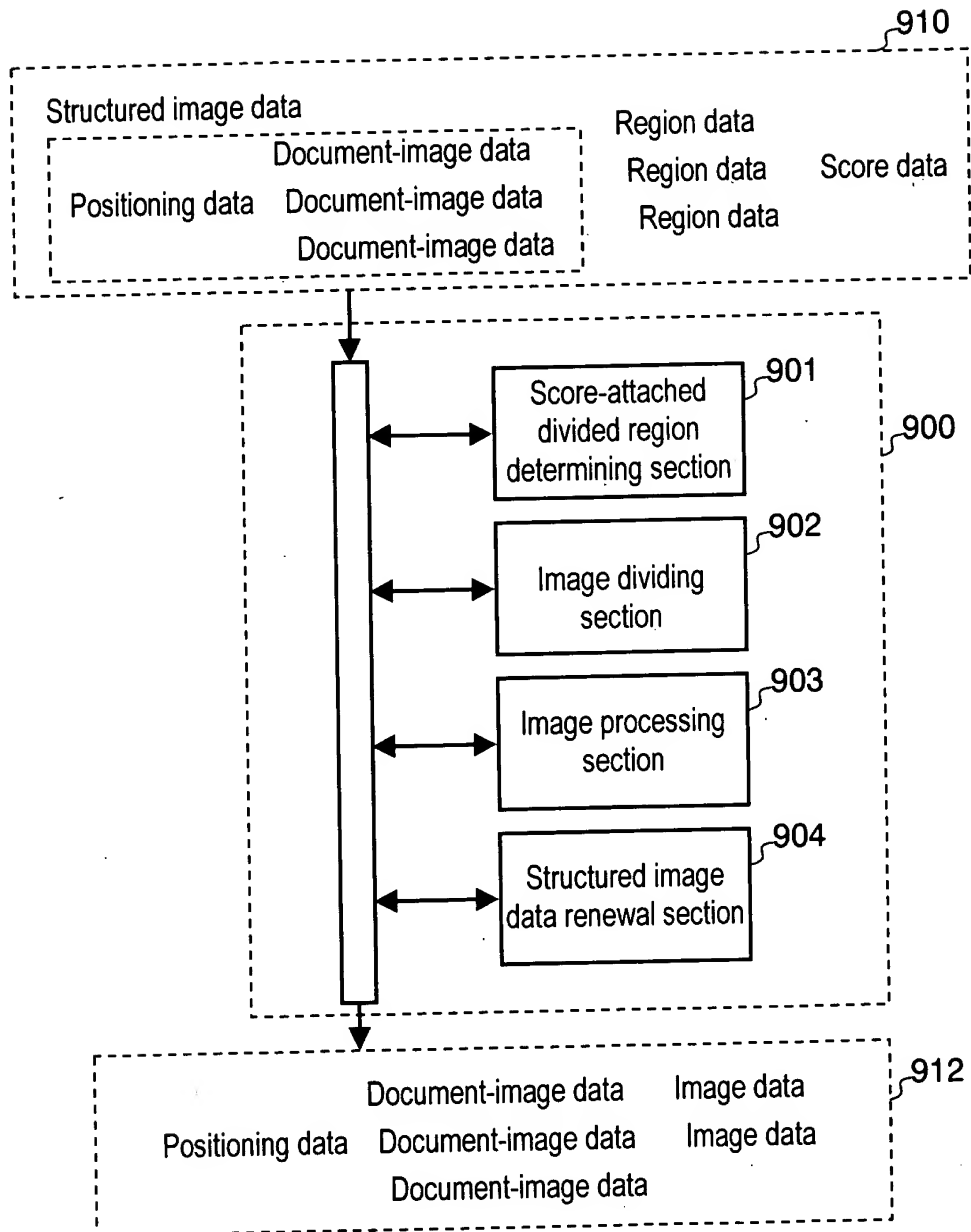 910
Structured image data
Document-image data
Positioning data Document-image data
Document-image data
Region data
Region data Score data
Region data
901
Score-attached
divided region
determining section
900
902
Image dividing
section
903
Image processing
section
904
Structured image
data renewal section
912
Document-image data Image data
Positioning data Document-image data Image data
Document-image data